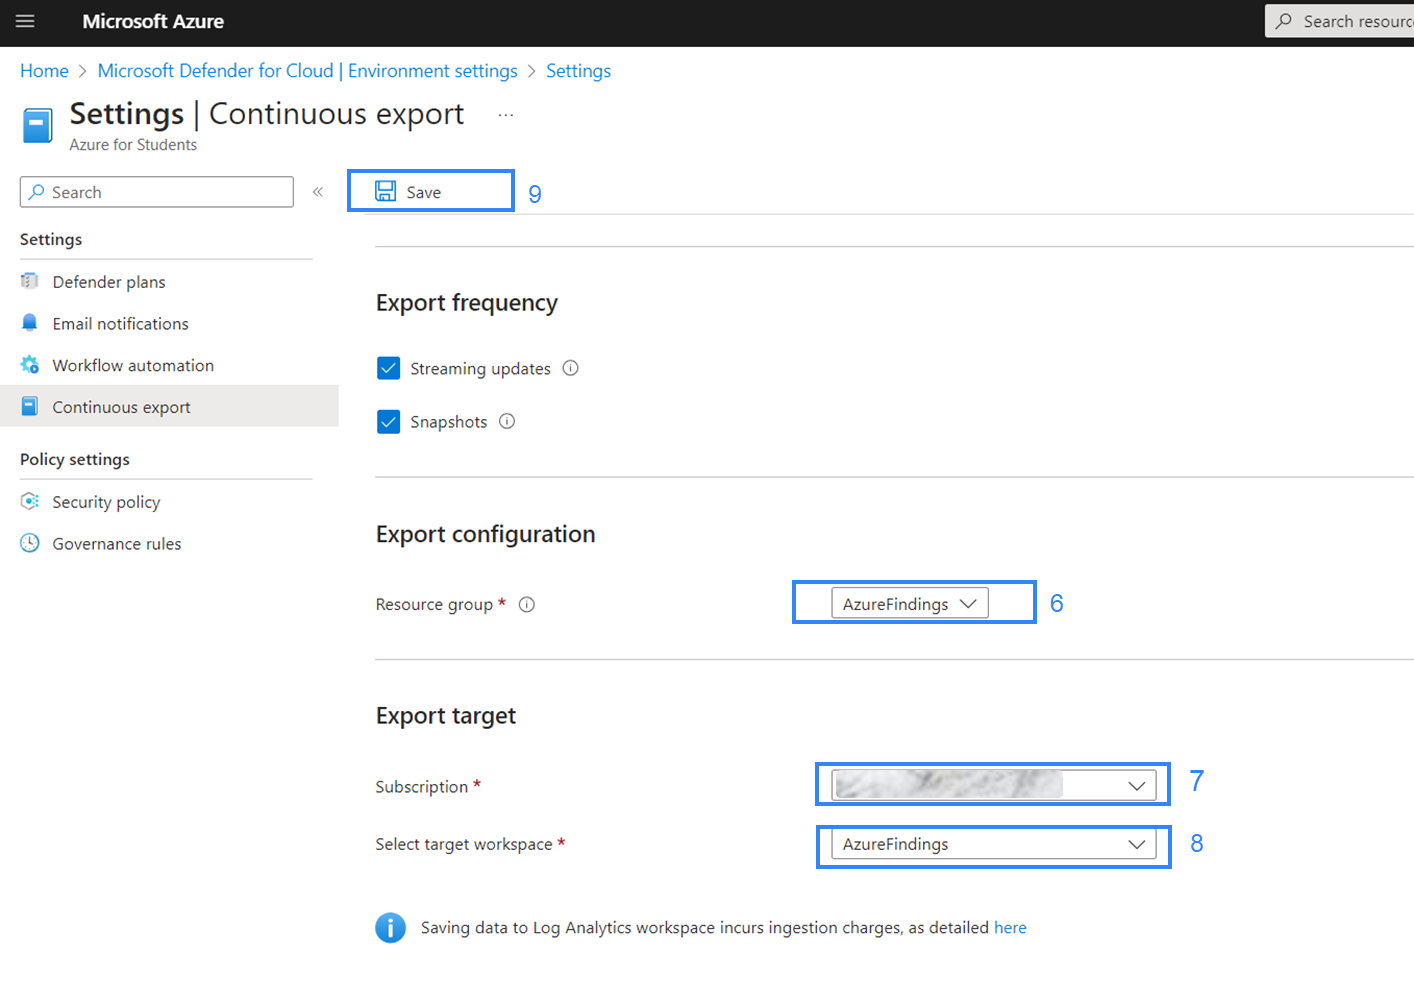 Microsoft Azure
Search resourc
Home > Microsoft Defender for Cloud | Environment settings > Settings
Settings | Continuous export ...
Azure for Students
Search «
Save 9
Settings
Defender plans
Email notifications
Workflow automation
Continuous export
Policy settings
Security policy
Governance rules
Export frequency
Streaming updates
Snapshots
Export configuration
Resource group * AzureFindings 6
Export target
Subscription * 7
Select target workspace * AzureFindings 8
Saving data to Log Analytics workspace incurs ingestion charges, as detailed here